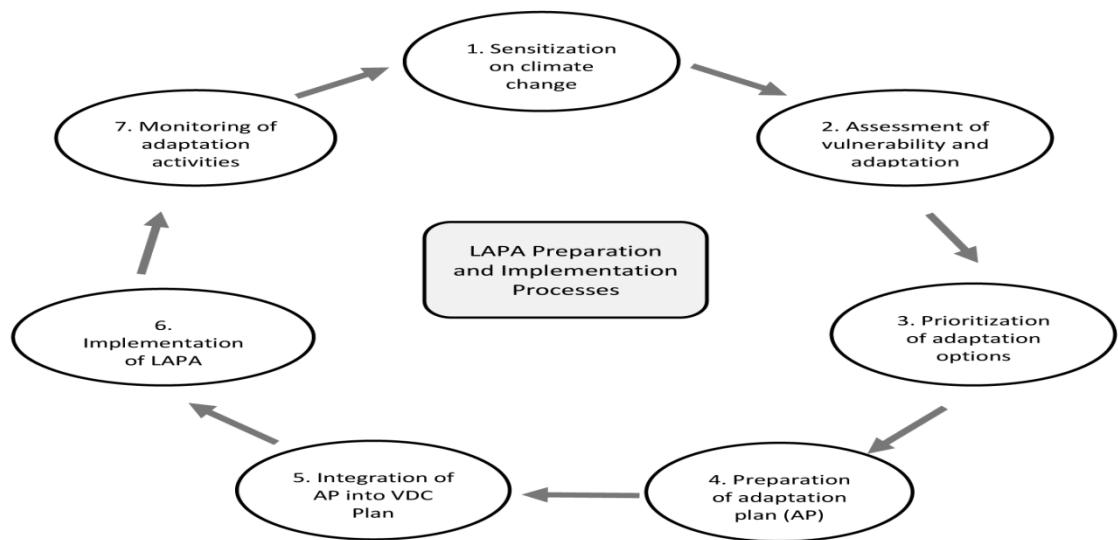 1. Sensitization
on climate
change
2. Assessment of
vulnerability and
adaptation
3. Prioritization
of adaptation
options
4. Preparation
of adaptation
plan (AP)
5. Integration of
AP into VDC
Plan
6.
Implementation
of LAPA
7. Monitoring of
adaptation
activities
LAPA Preparation
and Implementation
Processes